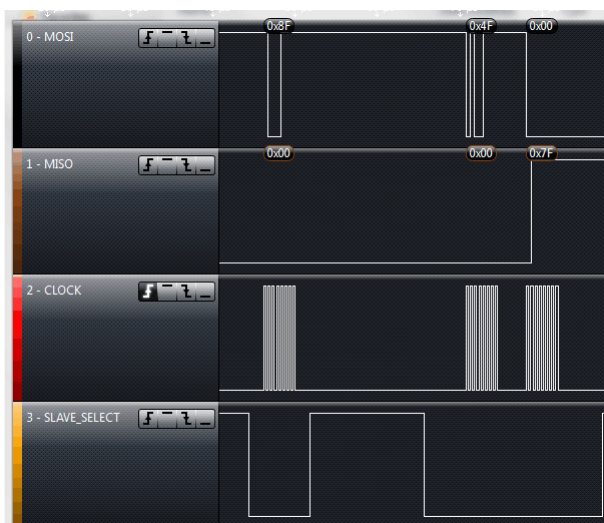 0 - MOSI
0x8F 0x4F 0x00
1 - MISO
0x00 0x00 0x7F
2 - CLOCK
3 - SLAVE_SELECT